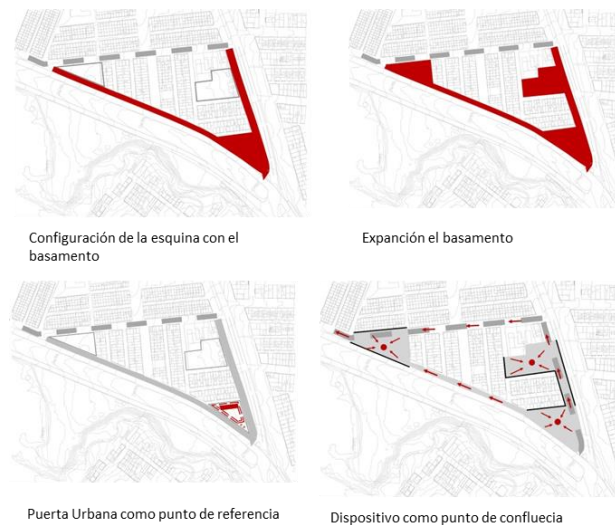 Configuración de la esquina con el
basamento
Expanción el basamento
Puerta Urbana como punto de referencia
Dispositivo como punto de confluecia